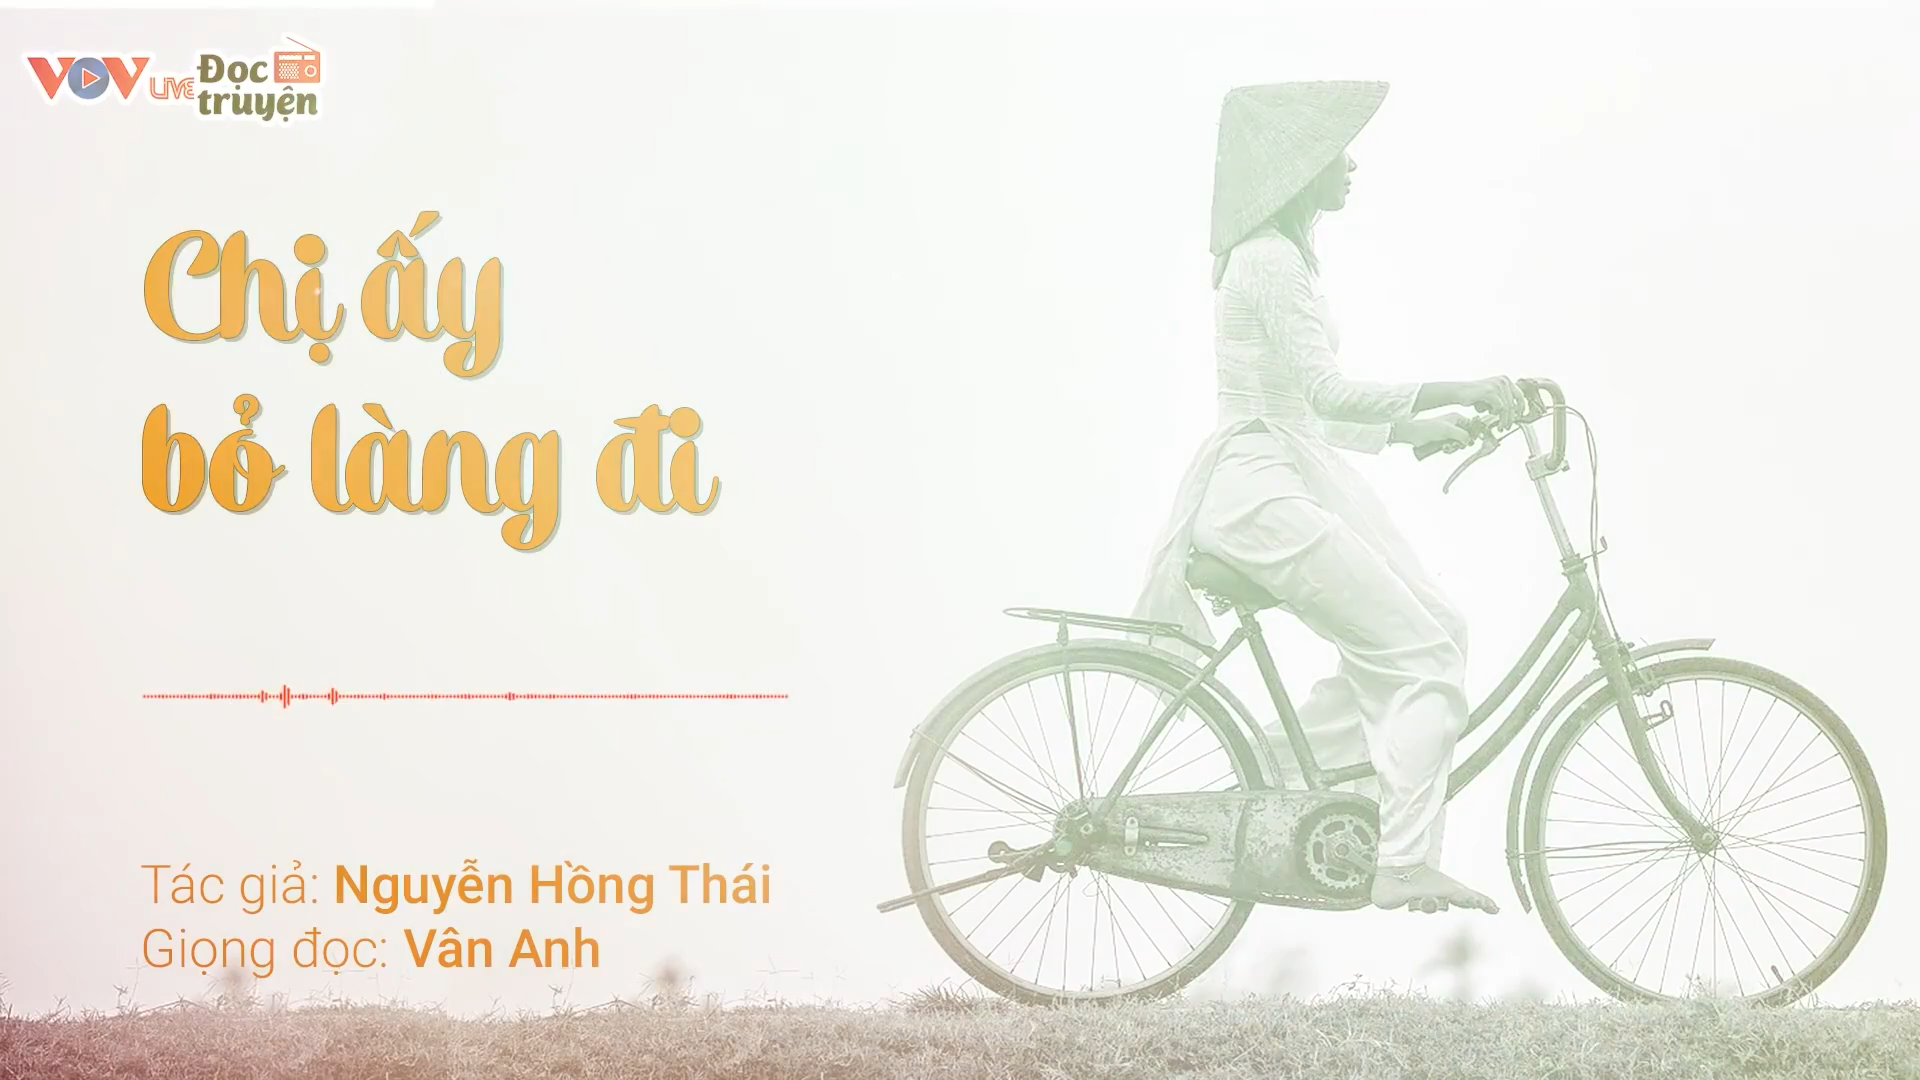 VOV LIVE Đọc
truyện
Chị ấy
bỏ làng đi
Tác giả: Nguyễn Hồng Thái
Giọng đọc: Vân Anh